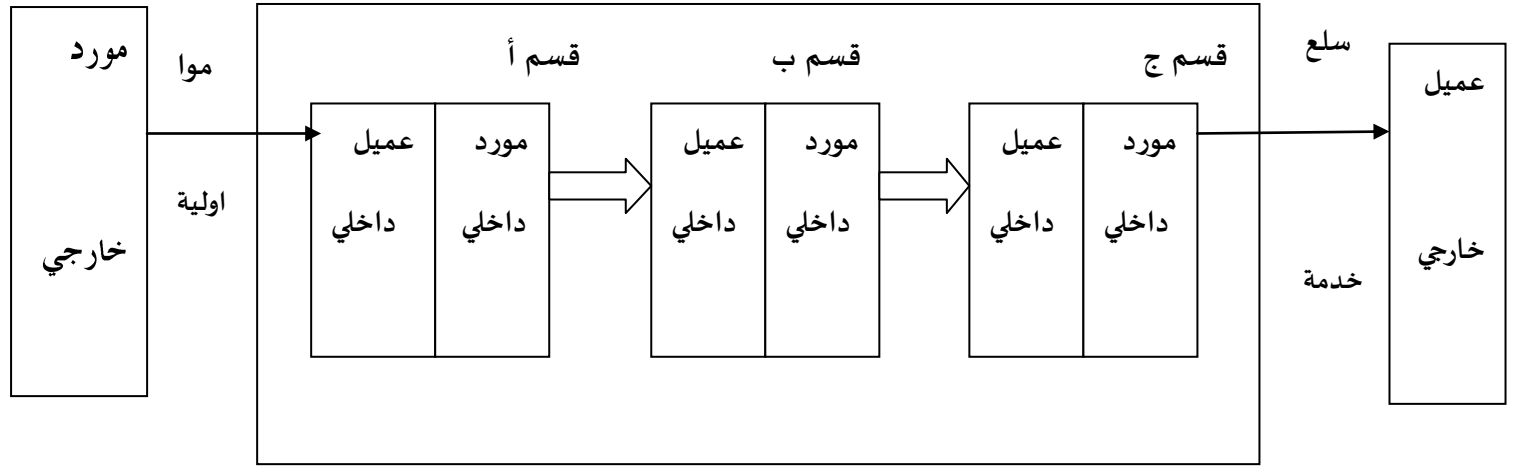 مورد
خارجي
موا
اولية
قسم أ
عميل
داخلي
مورد
داخلي
قسم ب
عميل
داخلي
مورد
داخلي
قسم ج
عميل
داخلي
مورد
داخلي
سلع
خدمة
عميل
خارجي